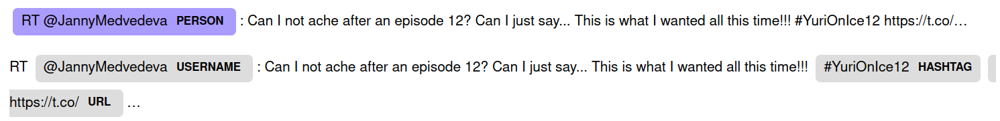 RT @JannyMedvedeva PERSON : Can I not ache after an episode 12? Can I just say... This is what I wanted all this time!!! #YuriOnIce12 https://t.co/…
RT @JannyMedvedeva USERNAME : Can I not ache after an episode 12? Can I just say... This is what I wanted all this time!!! #YuriOnIce12 HASHTAG
https://t.co/ URL …